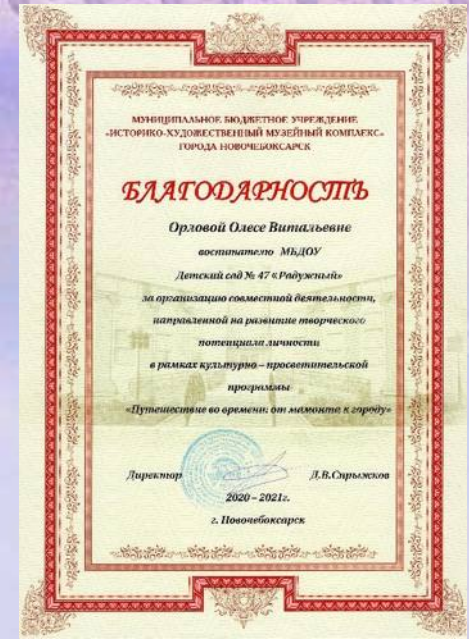 МУНИЦИПАЛЬНОЕ БЮДЖЕТНОЕ УЧРЕЖДЕНИЕ
«ИСТОРИКО-ХУДОЖЕСТВЕННЫЙ МУЗЕЙНЫЙ КОМПЛЕКС»
ГОРОДА НОВОЧЕБОКСАРСК
БЛАГОДАРНОСТЬ
Орловой Олесе Витальевне
воспитателю МБДОУ
Детский сад № 47 «Радужный»
за организацию совместной деятельности,
направленной на развитие творческого
потенциала личности
в рамках культурно – просветительской
программы
«Путешествие во времени: от мамонта к городу»
Директор Д.В.Спрыжков
2020 – 2021г.
г. Новочебоксарск